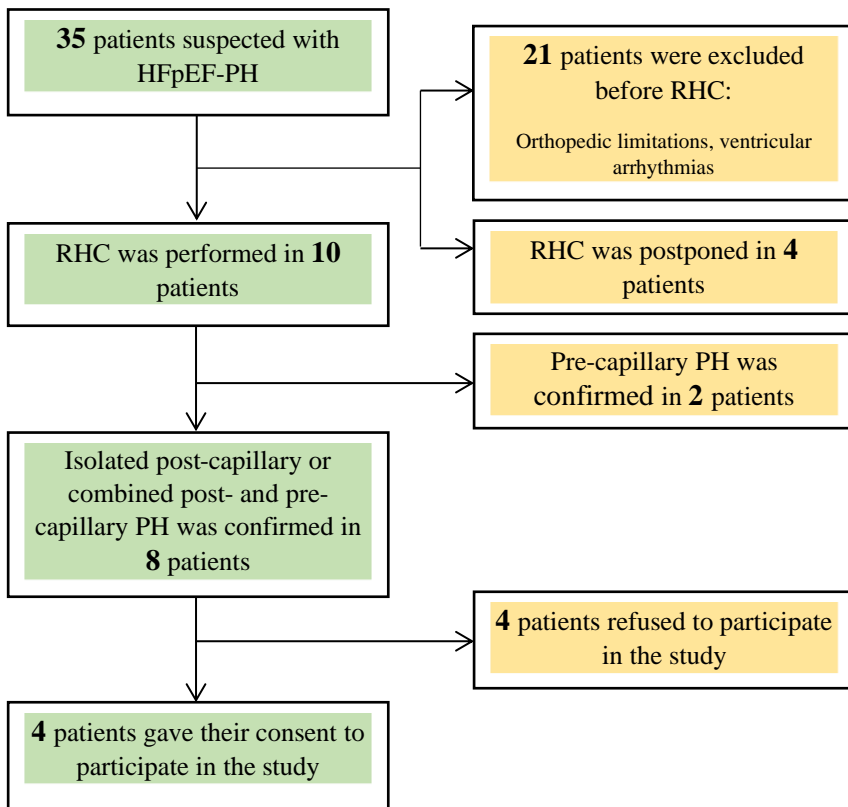 35 patients suspected with
HFpEF-PH
21 patients were excluded
before RHC:
Orthopedic limitations, ventricular
arrhythmias
RHC was performed in 10
patients
RHC was postponed in 4
patients
Pre-capillary PH was
confirmed in 2 patients
Isolated post-capillary or
combined post- and pre-
capillary PH was confirmed in
8 patients
4 patients refused to participate
in the study
4 patients gave their consent to
participate in the study